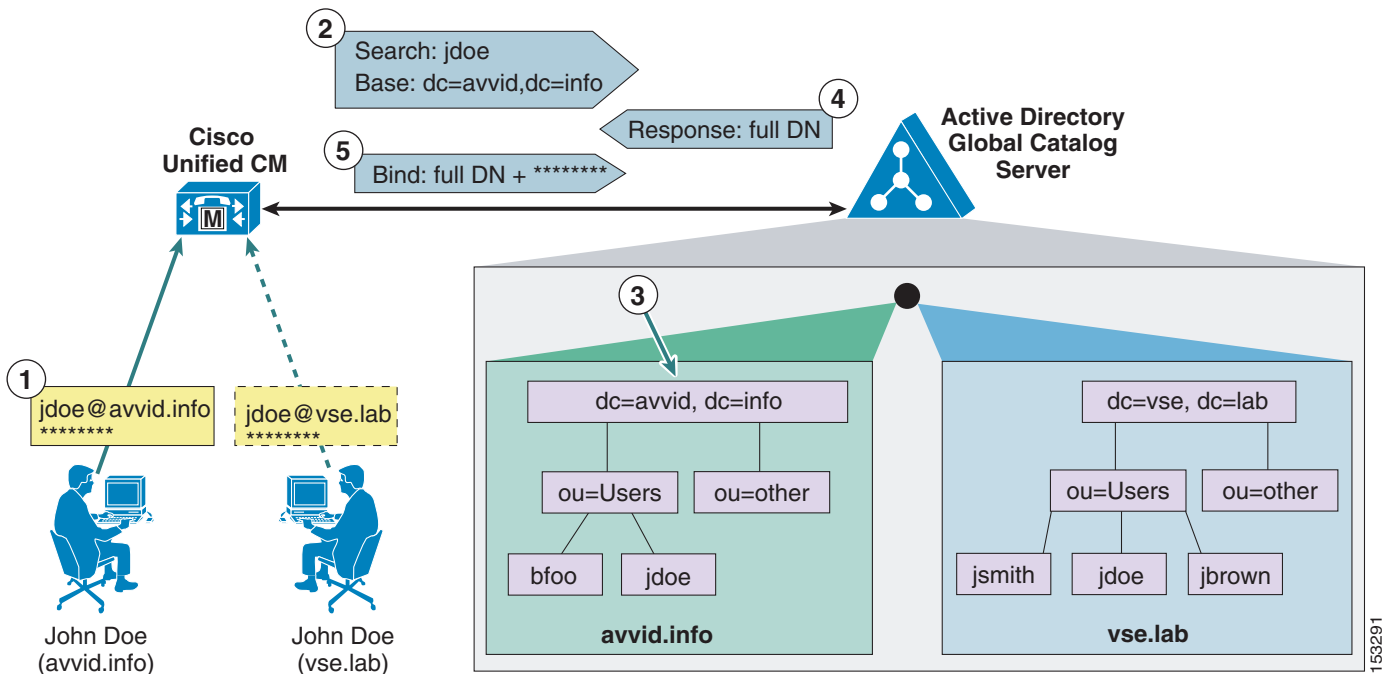 2
Search: jdoe
Base: dc=avvid,dc=info
4
Response: full DN
5
Bind: full DN + ********
Cisco
Unified CM
M
Active Directory
Global Catalog
Server
3
1
jdoe@avvid.info
********
jdoe@vse.lab
********
John Doe
(avvid.info)
John Doe
(vse.lab)
dc=avvid, dc=info
ou=Users
ou=other
bfoo
jdoe
avvid.info
dc=vse, dc=lab
ou=Users
ou=other
jsmith
jdoe
jbrown
vse.lab
153291